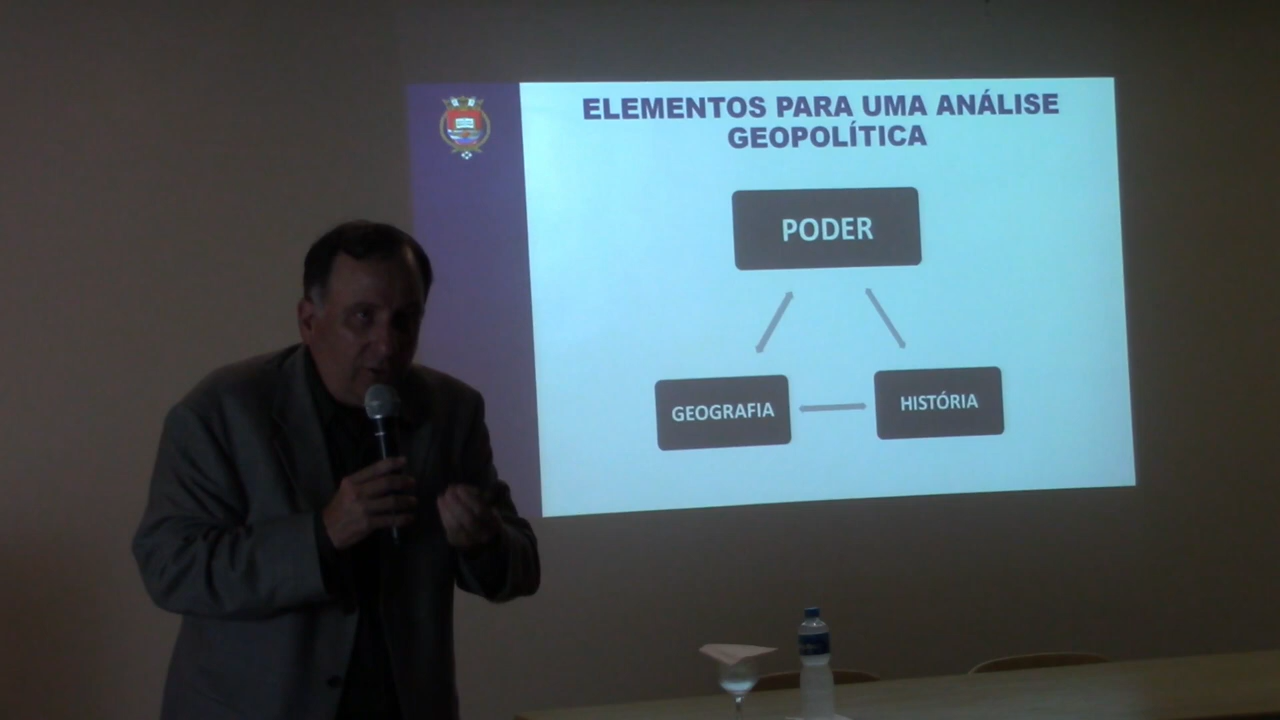 ELEMENTOS PARA UMA ANÁLISE
GEOPOLÍTICA
PODER
GEOGRAFIA
HISTÓRIA